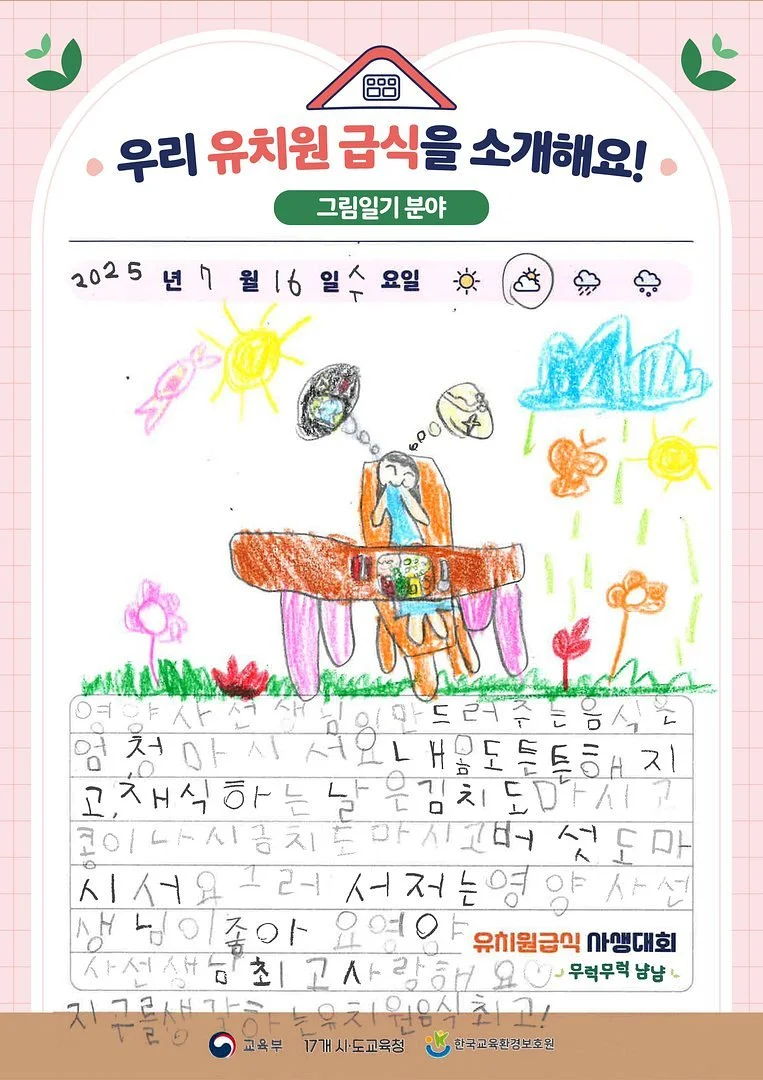 우리 유치원 급식을 소개해요!
그림일기 분야
2025 년 7 월 16 일 수 요일
영양사선생님이만드러주는음식은
엄청마시서요내몸도튼튼해지
고,채식하는날은김치도마시고
콩이나시금치도마시고버섯도마
시서요그러서저는영양사선
생님이좋아요영양
사선생님최고사랑해요♡
지구를생각하는유치원음식최고!
유치원급식 사생대회
무럭무럭 냠냠
교육부 17개 시·도교육청 한국교육환경보호원